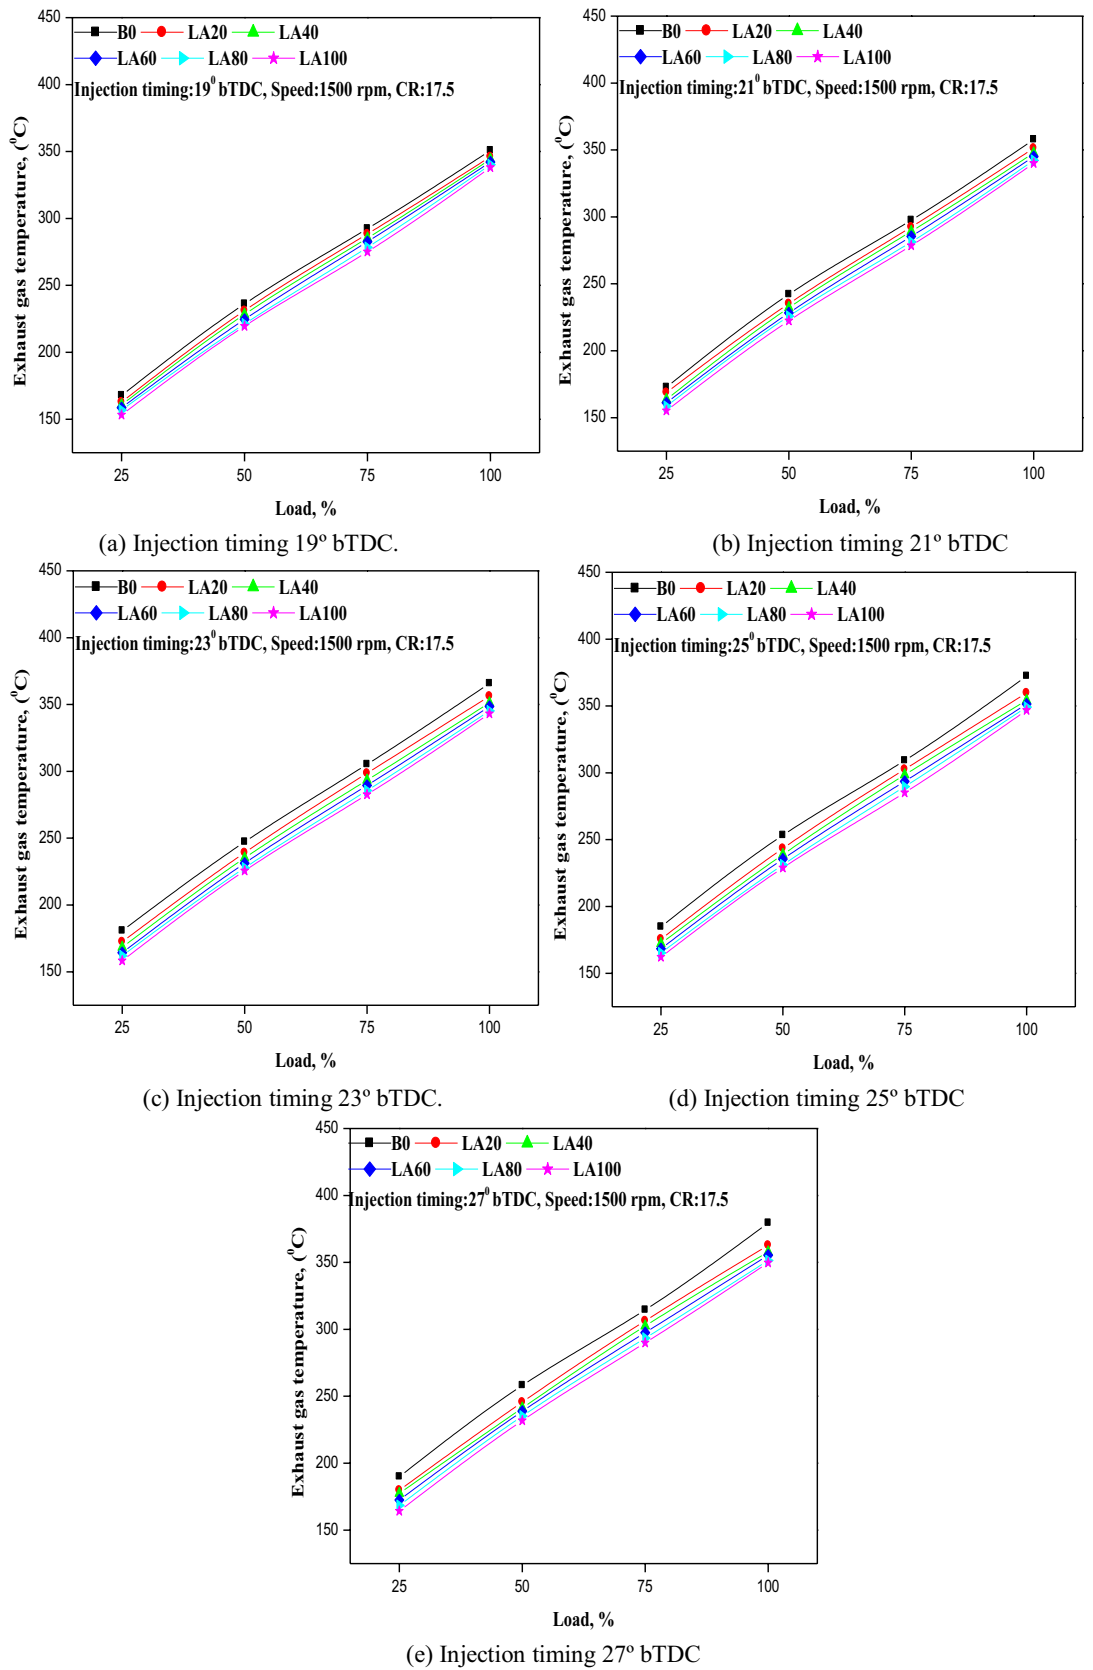 B0 LA20 LA40
LA60 LA80 LA100
Injection timing:19⁰ bTDC, Speed:1500 rpm, CR:17.5
Exhaust gas temperature, (⁰C)
450
400
350
300
250
200
150
25 50 75 100
Load, %
(a) Injection timing 19º bTDC.
B0 LA20 LA40
LA60 LA80 LA100
Injection timing:21⁰ bTDC, Speed:1500 rpm, CR:17.5
Exhaust gas temperature, (⁰C)
450
400
350
300
250
200
150
25 50 75 100
Load, %
(b) Injection timing 21º bTDC
B0 LA20 LA40
LA60 LA80 LA100
Injection timing:23⁰ bTDC, Speed:1500 rpm, CR:17.5
Exhaust gas temperature, (⁰C)
450
400
350
300
250
200
150
25 50 75 100
Load, %
(c) Injection timing 23º bTDC.
B0 LA20 LA40
LA60 LA80 LA100
Injection timing:25⁰ bTDC, Speed:1500 rpm, CR:17.5
Exhaust gas temperature, (⁰C)
450
400
350
300
250
200
150
25 50 75 100
Load, %
(d) Injection timing 25º bTDC
B0 LA20 LA40
LA60 LA80 LA100
Injection timing:27⁰ bTDC, Speed:1500 rpm, CR:17.5
Exhaust gas temperature, (⁰C)
450
400
350
300
250
200
150
25 50 75 100
Load, %
(e) Injection timing 27º bTDC